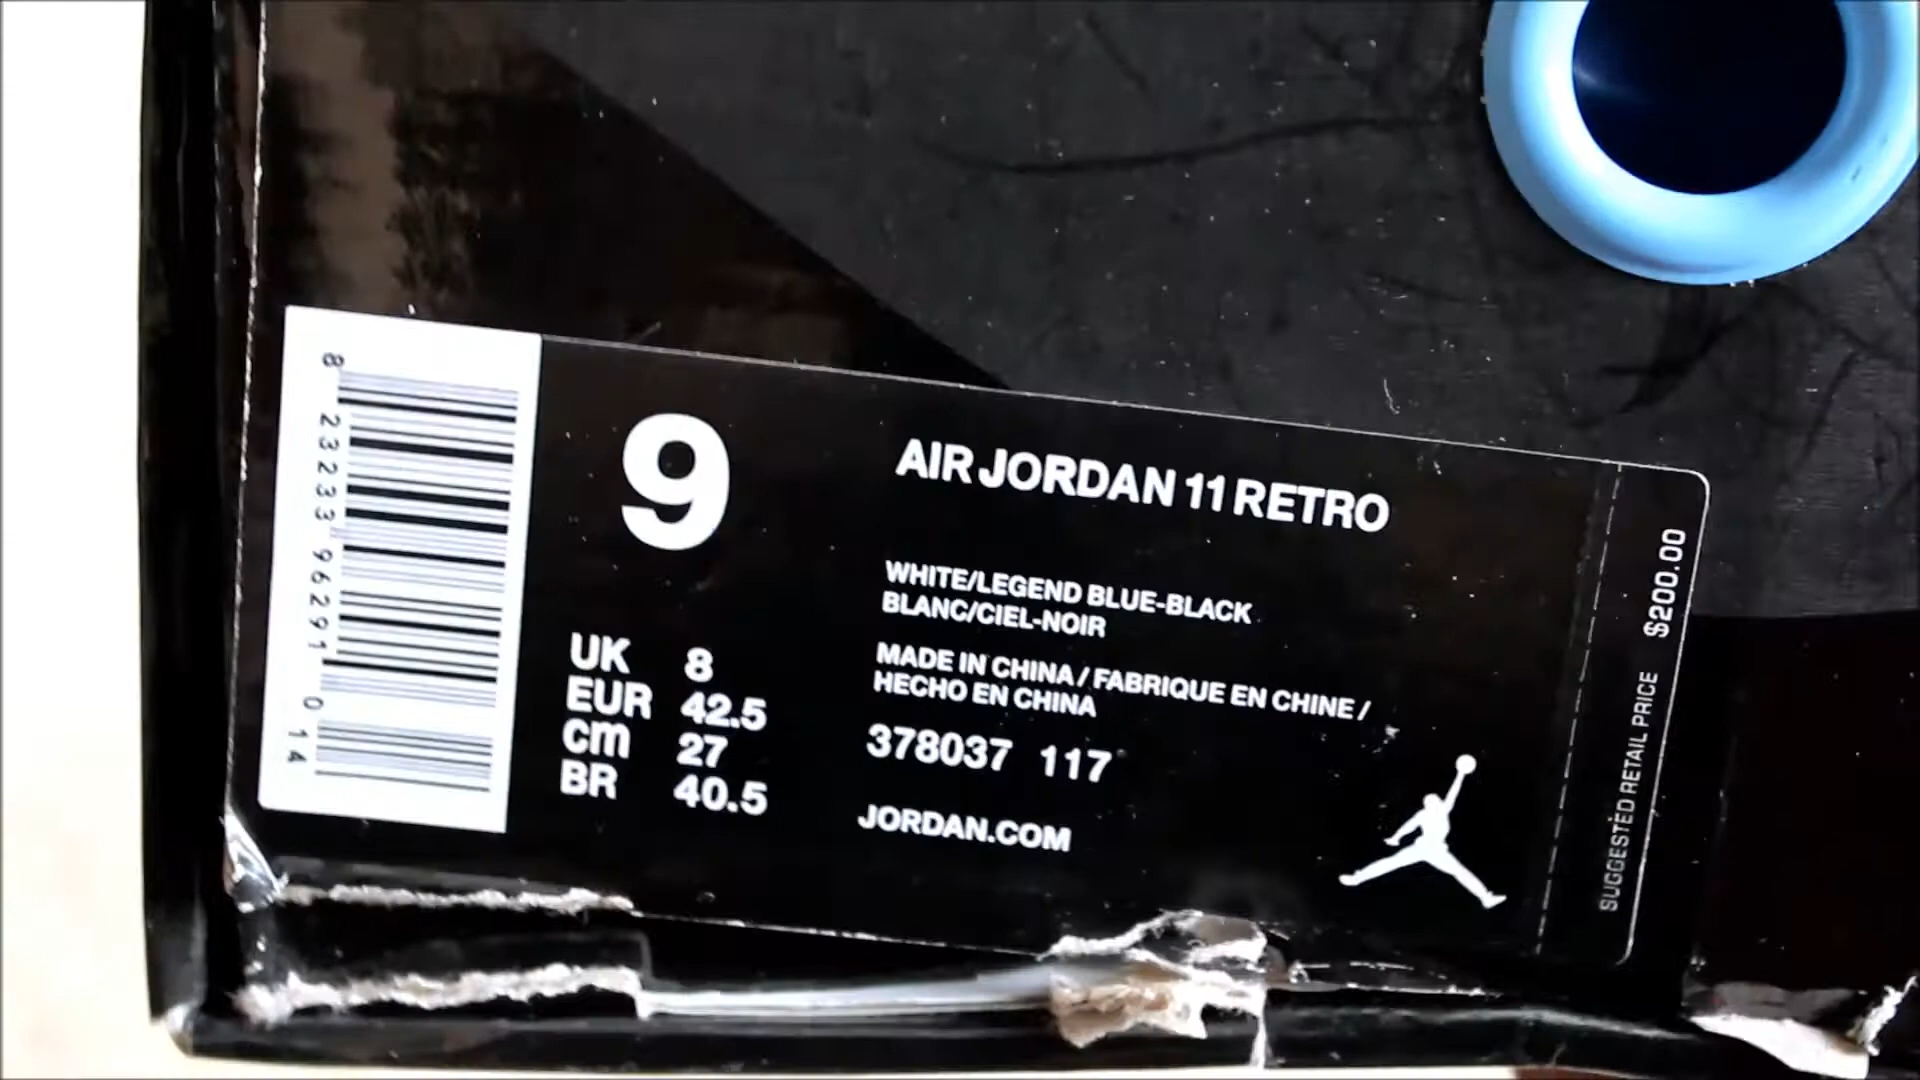 8 23233 96291 0 14
9
UK 8
EUR 42.5
cm 27
BR 40.5
AIR JORDAN 11 RETRO
WHITE/LEGEND BLUE-BLACK
BLANC/CIEL-NOIR
MADE IN CHINA / FABRIQUE EN CHINE /
HECHO EN CHINA
378037 117
JORDAN.COM
SUGGESTED RETAIL PRICE $200.00